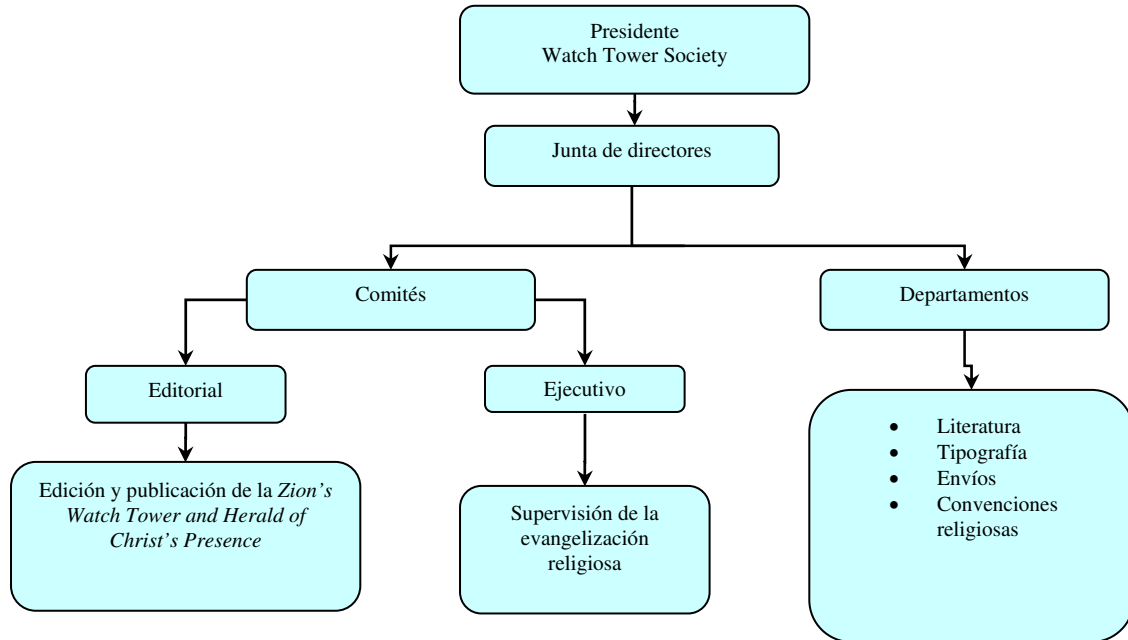 Presidente
Watch Tower Society
Junta de directores
Comités
Departamentos
Editorial
Ejecutivo
Edición y publicación de la Zion’s
Watch Tower and Herald of
Christ’s Presence
Supervisión de la
evangelización
religiosa
• Literatura
• Tipografía
• Envíos
• Convenciones
religiosas